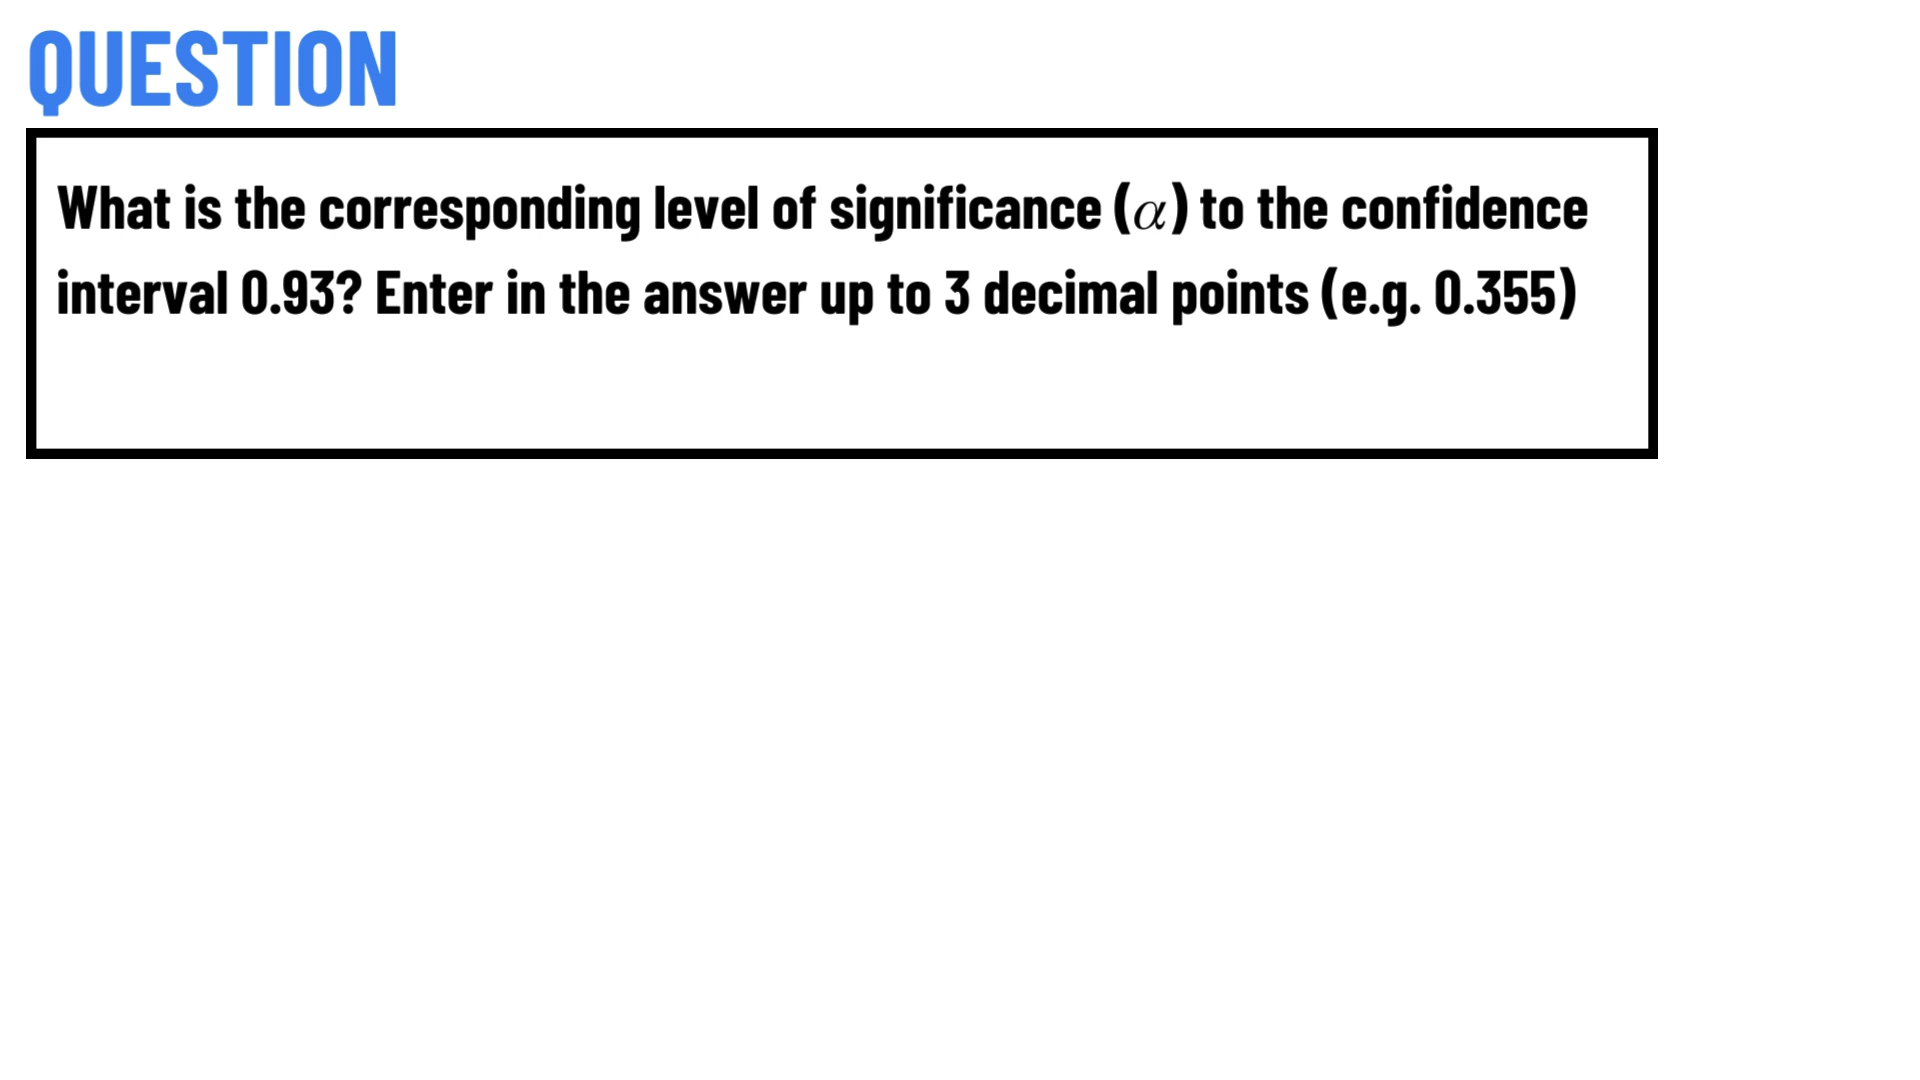 QUESTION
What is the corresponding level of significance (α) to the confidence
interval 0.93? Enter in the answer up to 3 decimal points (e.g. 0.355)